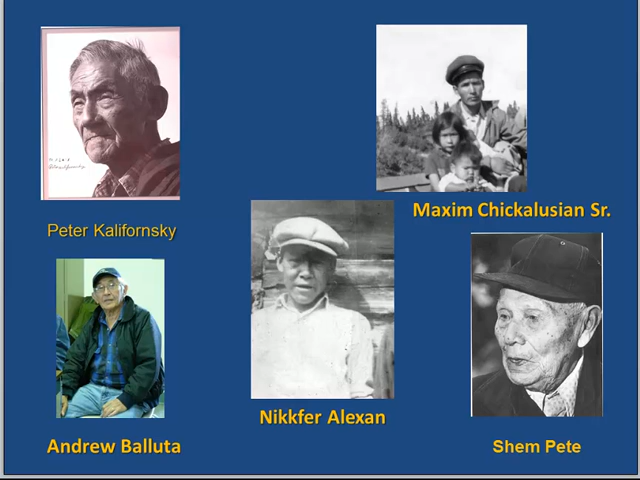 Peter Kalifornsky
Maxim Chickalusian Sr.
Nikkfer Alexan
Andrew Balluta
Shem Pete